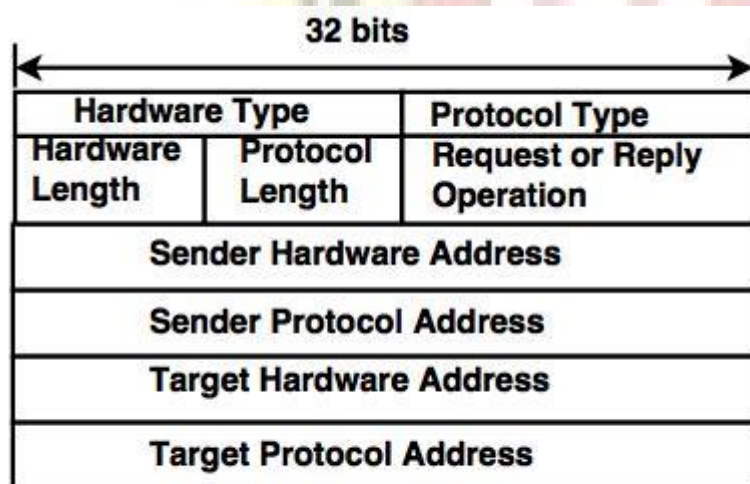 32 bits
Hardware Type
Protocol Type
Hardware
Length
Protocol
Length
Request or Reply
Operation
Sender Hardware Address
Sender Protocol Address
Target Hardware Address
Target Protocol Address